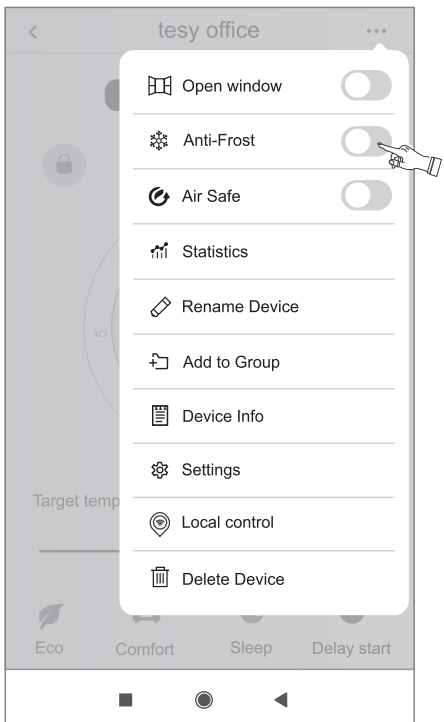 tesy office
Open window
Anti-Frost
Air Safe
Statistics
Rename Device
Add to Group
Device Info
Settings
Local control
Delete Device
5
Target temp
Eco
Comfort
Sleep
Delay start